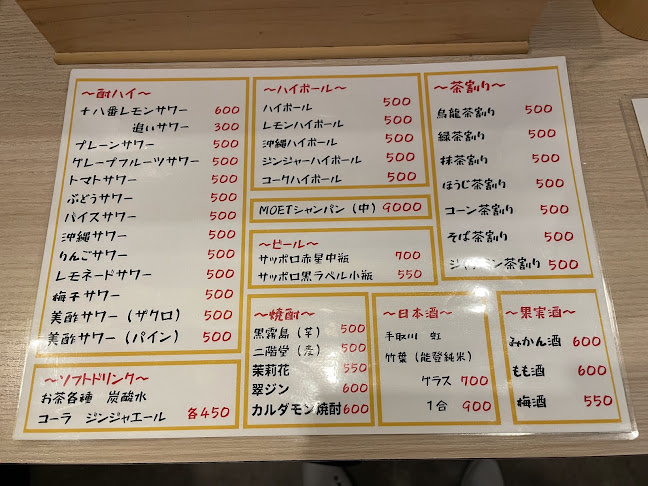 ～酎ハイ～
十八番レモンサワー 600
追いサワー 300
プレーンサワー 500
グレープフルーツサワー 500
トマトサワー 500
ぶどうサワー 500
パイスサワー 500
沖縄サワー 500
りんごサワー 500
レモネードサワー 500
梅干サワー 500
美酢サワー（ザクロ） 500
美酢サワー（パイン） 500
～ソフトドリンク～
お茶各種 炭酸水
コーラ ジンジャエール 各450
～ハイボール～
ハイボール 500
レモンハイボール 500
沖縄ハイボール 500
ジンジャーハイボール 500
コークハイボール 500
MOETシャンパン（中） 9000
～ビール～
サッポロ赤星中瓶 700
サッポロ黒ラベル小瓶 550
～焼酎～
黒霧島（芋） 500
二階堂（麦） 500
茉莉花 550
翠ジン 600
カルダモン焼酎 600
～日本酒～
手取川 虹
竹葉（能登純米）
グラス 700
1合 900
～茶割り～
烏龍茶割り 500
緑茶割り 500
抹茶割り 500
ほうじ茶割り 500
コーン茶割り 500
そば茶割り 500
ジャスミン茶割り 500
～果実酒～
みかん酒 600
もも酒 600
梅酒 550